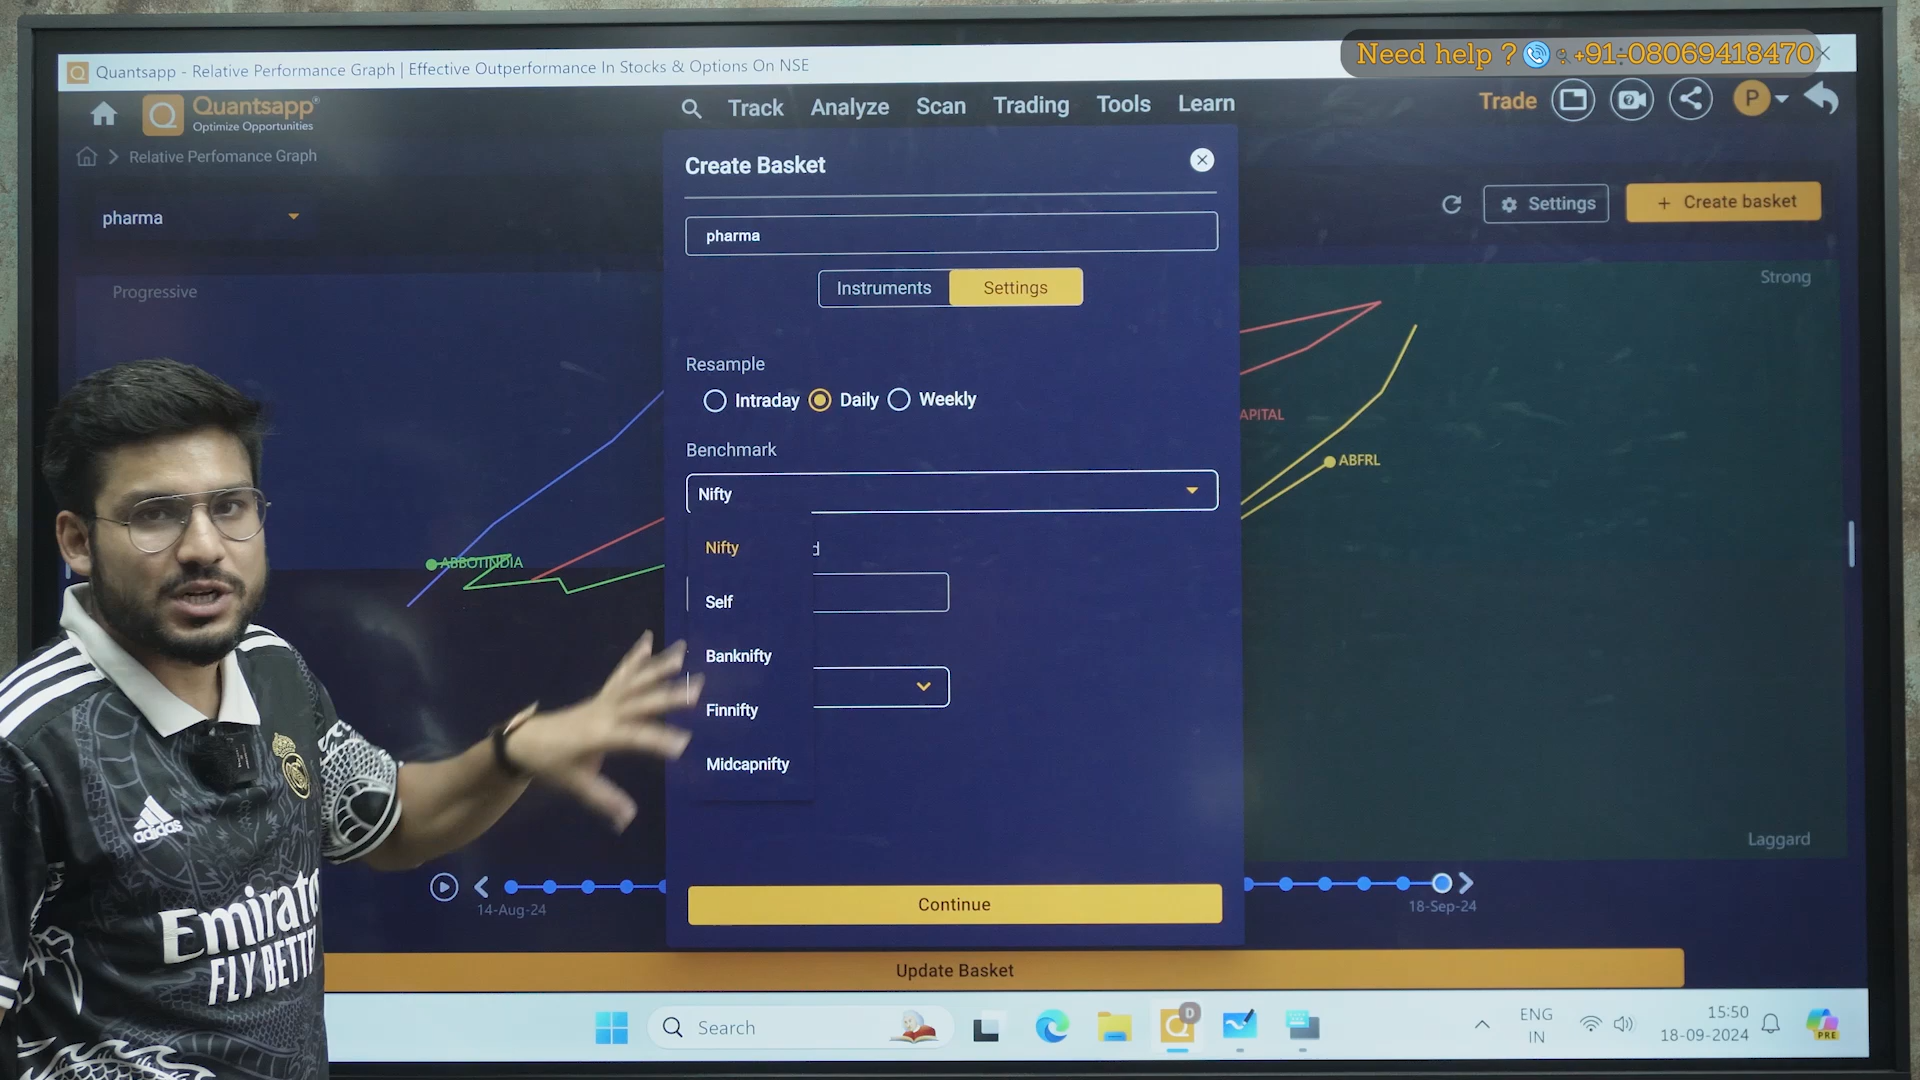 Need help ? : +91-08069418470
Quantsapp - Relative Performance Graph | Effective Outperformance In Stocks & Options On NSE
Quantsapp
Optimize Opportunities
Track Analyze Scan Trading Tools Learn
Trade
P
Relative Perfomance Graph
Create Basket
pharma
Settings
+ Create basket
pharma
Instruments Settings
Progressive
Strong
Resample
Intraday Daily Weekly
APITAL
Benchmark
ABFRL
Nifty
Nifty
d
ABBOTINDIA
Self
Banknifty
Finnifty
Midcapnifty
Laggard
14-Aug-24
18-Sep-24
Continue
Update Basket
adidas
Emirat
FLY BETT
Search
D
ENG
IN
15:50
18-09-2024
PRE